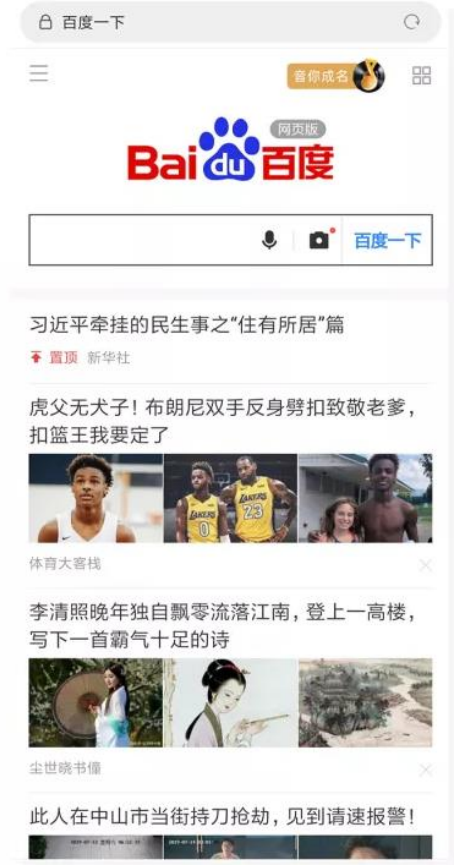 百度一下
音你成名
网页版
Bai du 百度
百度一下
习近平牵挂的民生事之“住有所居”篇
置顶 新华社
虎父无犬子！布朗尼双手反身劈扣致敬老爹，
扣篮王我要定了
LAKERS 0
LAKERS 23
体育大客栈
李清照晚年独自飘零流落江南，登上一高楼，
写下一首霸气十足的诗
尘世晓书僮
此人在中山市当街持刀抢劫，见到请速报警！